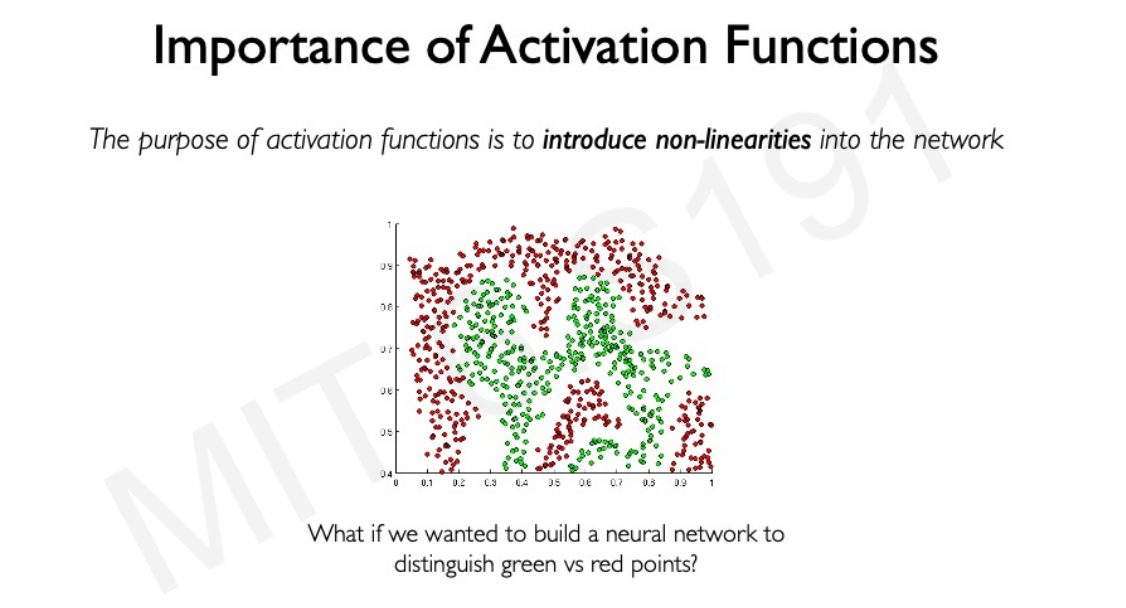 Importance of Activation Functions
The purpose of activation functions is to introduce non-linearities into the network
1
0.9
0.8
0.7
0.6
0.5
0.4
0 0.1 0.2 0.3 0.4 0.5 0.6 0.7 0.8 0.9 1
What if we wanted to build a neural network to
distinguish green vs red points?